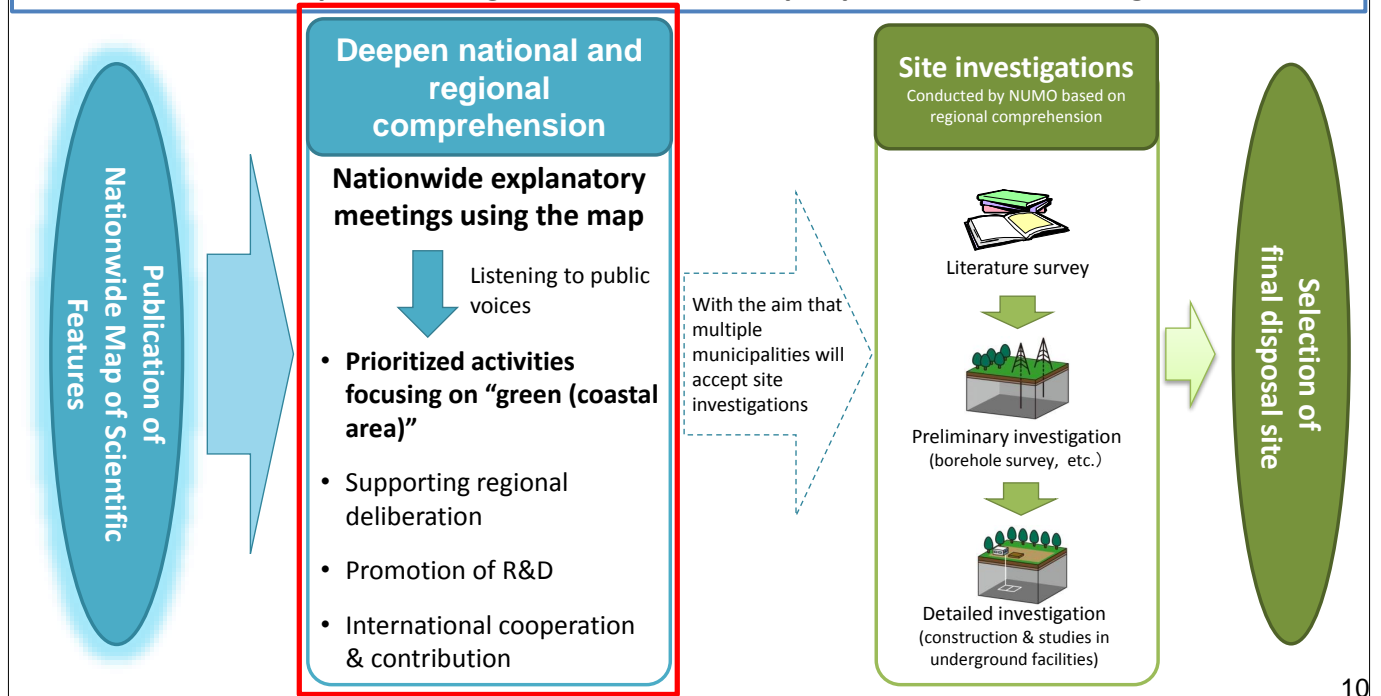 Publication of
Nationwide Map of Scientific
Features
Deepen national and
regional
comprehension
Nationwide explanatory
meetings using the map
Listening to public
voices
• Prioritized activities
focusing on “green (coastal
area)”
• Supporting regional
deliberation
• Promotion of R&D
• International cooperation
& contribution
With the aim that
multiple
municipalities will
accept site
investigations
Site investigations
Conducted by NUMO based on
regional comprehension
Literature survey
Preliminary investigation
(borehole survey, etc.)
Detailed investigation
(construction & studies in
underground facilities)
Selection of
final disposal site
10